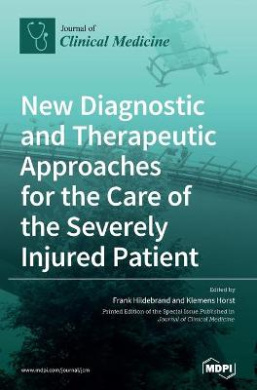 Journal of
Clinical Medicine
New Diagnostic
and Therapeutic
Approaches
for the Care of
the Severely
Injured Patient
Edited by
Frank Hildebrand and Klemens Horst
Printed Edition of the Special Issue Published in
Journal of Clinical Medicine
www.mdpi.com/journal/jcm
MDPI